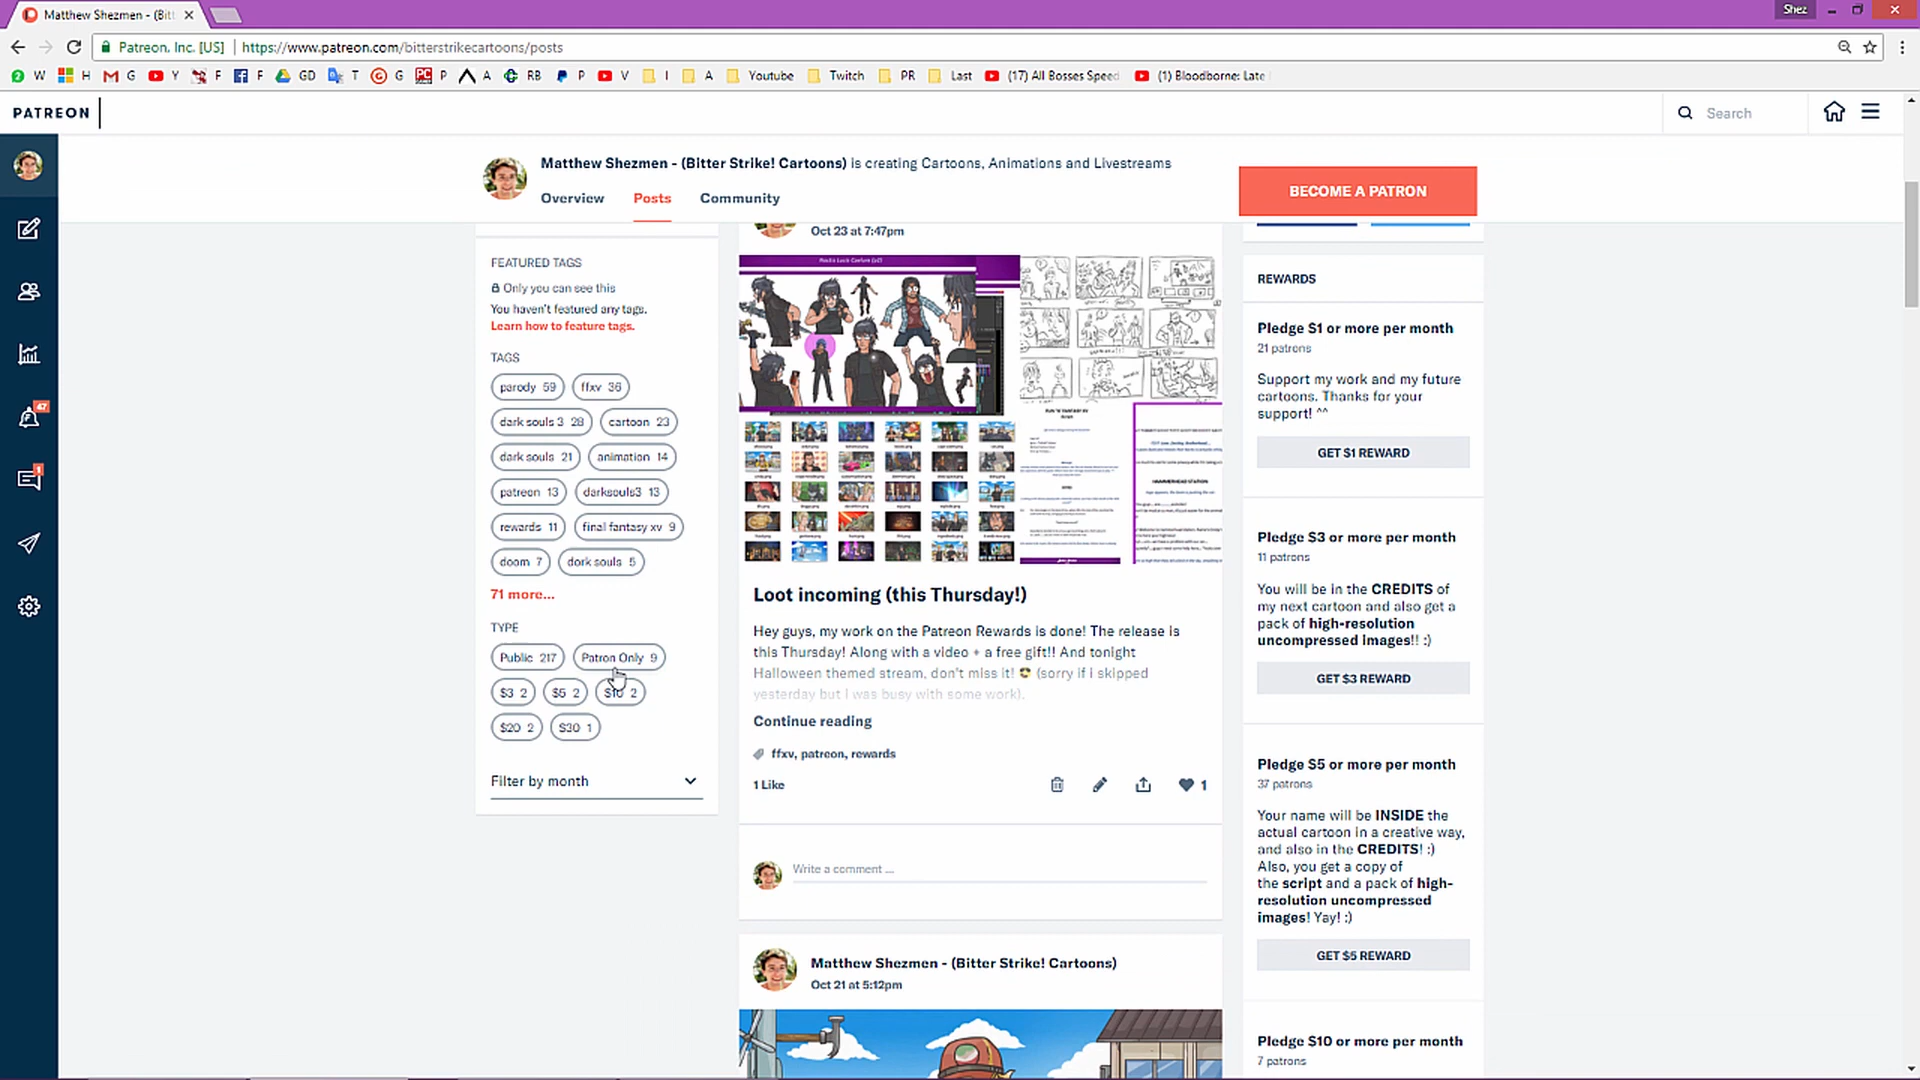 Matthew Shezmen - (Bitt
Shez
Patreon, Inc. [US]
https://www.patreon.com/bitterstrikecartoons/posts
W H G Y F F GD T G P A RB P V I A Youtube Twitch PR Last (17) All Bosses Speed (1) Bloodborne: Late
PATREON
Search
Matthew Shezmen - (Bitter Strike! Cartoons) is creating Cartoons, Animations and Livestreams
Overview Posts Community
BECOME A PATRON
47
1
FEATURED TAGS
Only you can see this
You haven't featured any tags.
Learn how to feature tags.
TAGS
parody 59 ffxv 36
dark souls 3 28 cartoon 23
dark souls 21 animation 14
patreon 13 darksouls3 13
rewards 11 final fantasy xv 9
doom 7 dork souls 5
71 more...
TYPE
Public 217 Patron Only 9
$3 2 $5 2 $10 2
$20 2 $30 1
Filter by month
Oct 23 at 7:47pm
HAMMERHEAD STATION
Loot incoming (this Thursday!)
Hey guys, my work on the Patreon Rewards is done! The release is
this Thursday! Along with a video + a free gift!! And tonight
Halloween themed stream, don't miss it! 😎 (sorry if i skipped
yesterday but I was busy with some work).
Continue reading
ffxv, patreon, rewards
1 Like
1
Write a comment ...
Matthew Shezmen - (Bitter Strike! Cartoons)
Oct 21 at 5:12pm
REWARDS
Pledge $1 or more per month
21 patrons
Support my work and my future
cartoons. Thanks for your
support! ^^
GET $1 REWARD
Pledge $3 or more per month
11 patrons
You will be in the CREDITS of
my next cartoon and also get a
pack of high-resolution
uncompressed images!! :)
GET $3 REWARD
Pledge $5 or more per month
37 patrons
Your name will be INSIDE the
actual cartoon in a creative way,
and also in the CREDITS! :)
Also, you get a copy of
the script and a pack of high-
resolution uncompressed
images! Yay! :)
GET $5 REWARD
Pledge $10 or more per month
7 patrons